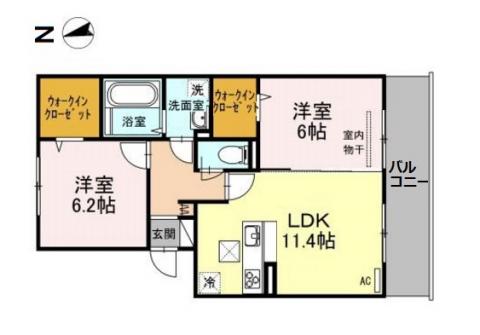 N
ウォークイン
クローゼット
浴室
洗
洗面室
ウォークイン
クローゼット
洋室
6帖
室内
物干
バル
コニー
洋室
6.2帖
玄関
LDK
11.4帖
冷
AC